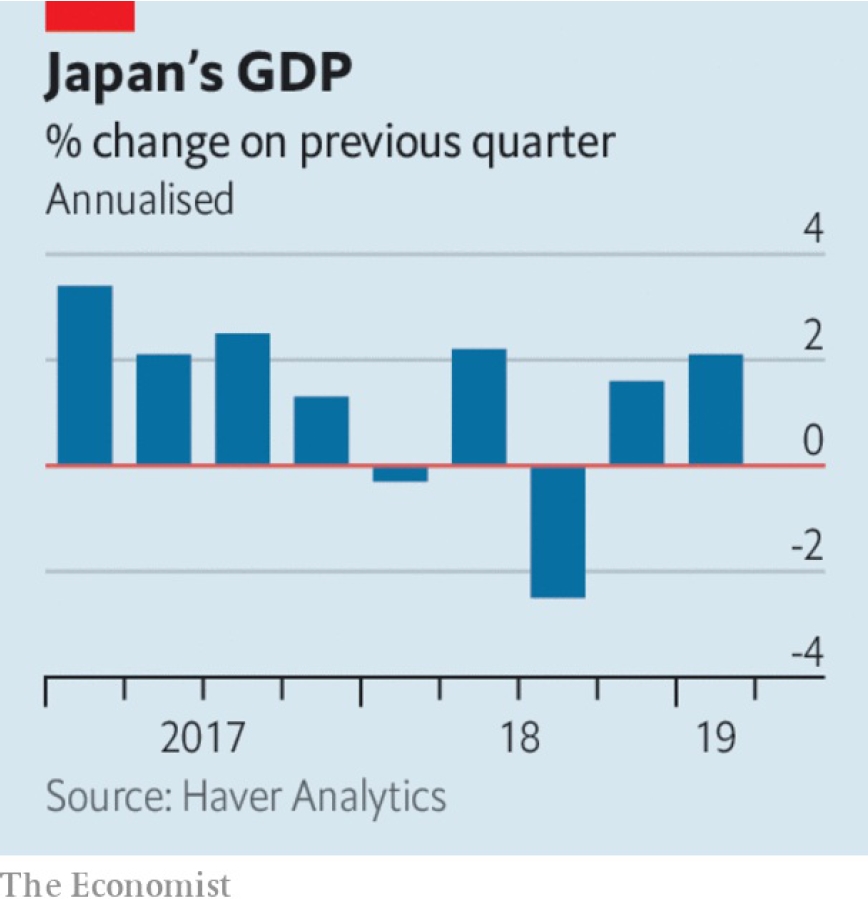 Japan’s GDP
% change on previous quarter
Annualised
4
2
0
-2
-4
2017 18 19
Source: Haver Analytics
The Economist